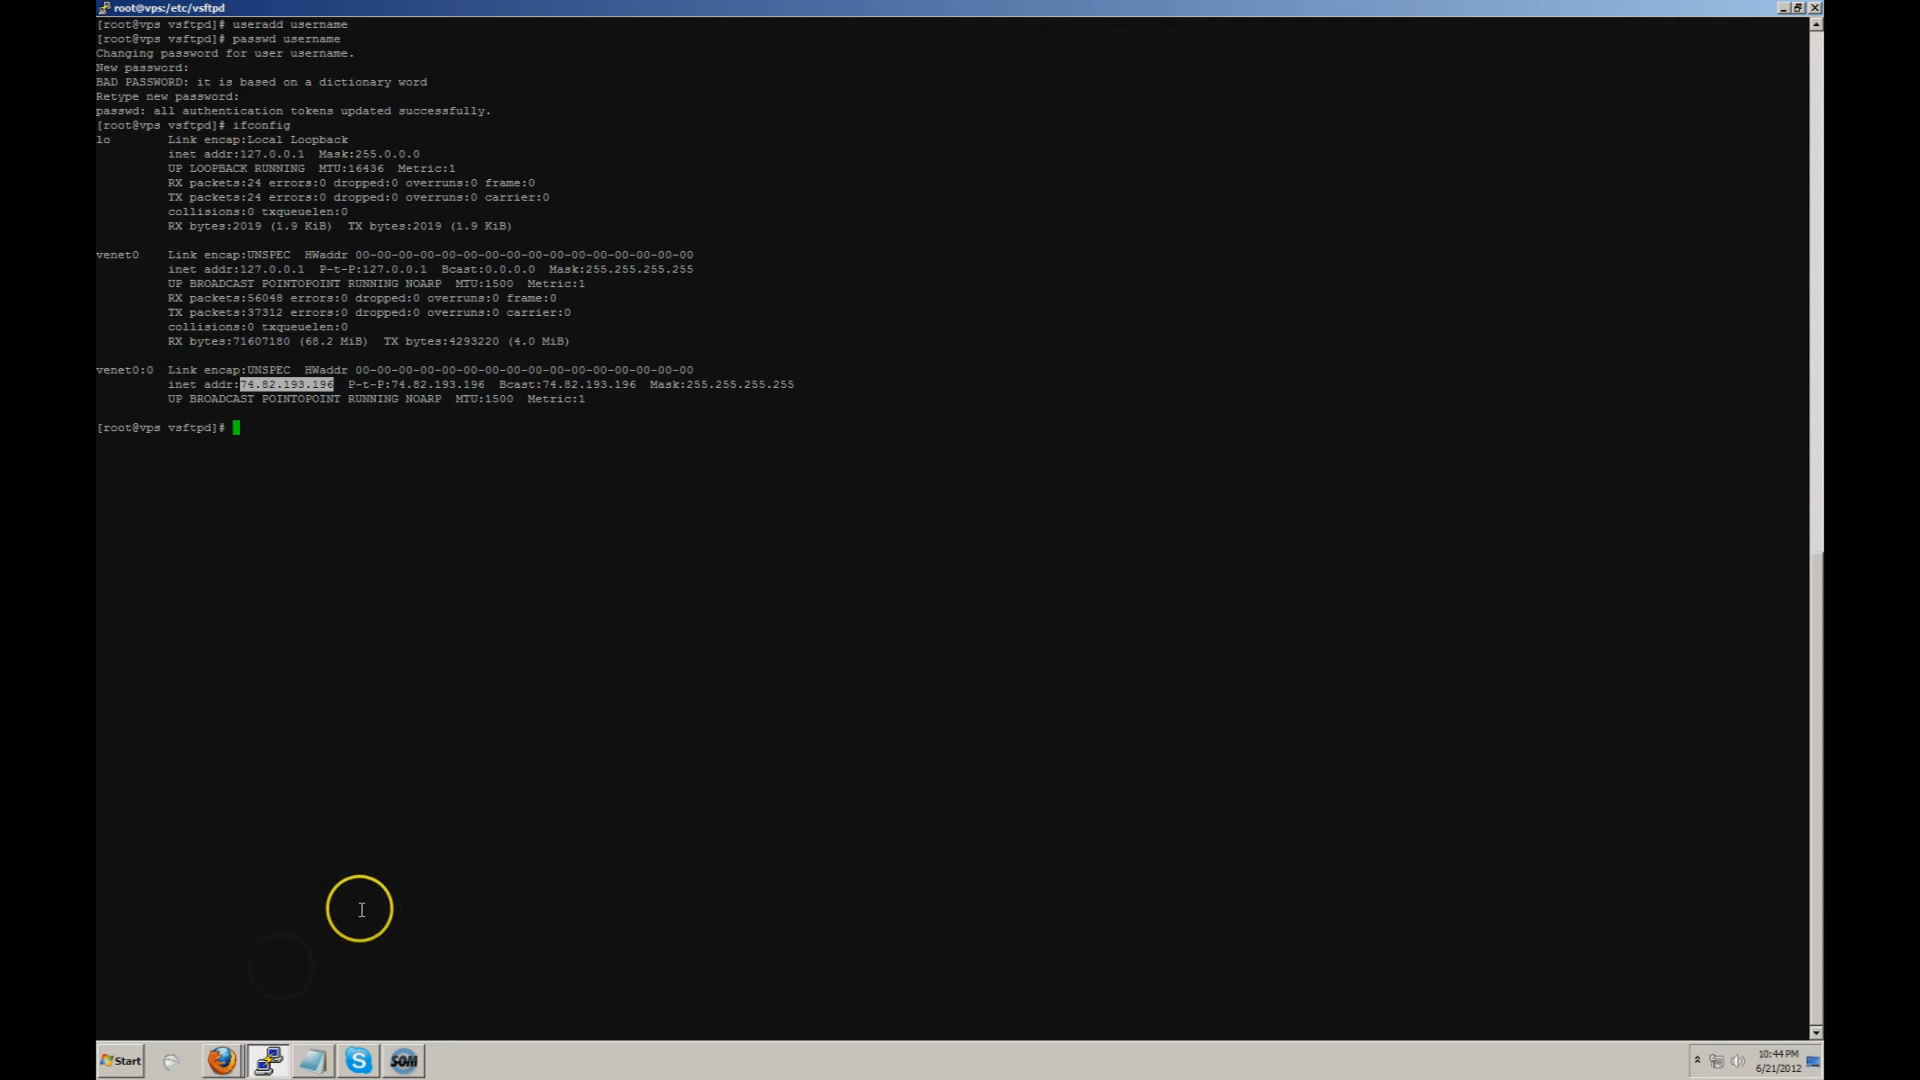 root@vps:/etc/vsftpd
[root@vps vsftpd]# useradd username
[root@vps vsftpd]# passwd username
Changing password for user username.
New password:
BAD PASSWORD: it is based on a dictionary word
Retype new password:
passwd: all authentication tokens updated successfully.
[root@vps vsftpd]# ifconfig
lo Link encap:Local Loopback
inet addr:127.0.0.1 Mask:255.0.0.0
UP LOOPBACK RUNNING MTU:16436 Metric:1
RX packets:24 errors:0 dropped:0 overruns:0 frame:0
TX packets:24 errors:0 dropped:0 overruns:0 carrier:0
collisions:0 txqueuelen:0
RX bytes:2019 (1.9 KiB) TX bytes:2019 (1.9 KiB)
venet0 Link encap:UNSPEC HWaddr 00-00-00-00-00-00-00-00-00-00-00-00-00-00-00-00
inet addr:127.0.0.1 P-t-P:127.0.0.1 Bcast:0.0.0.0 Mask:255.255.255.255
UP BROADCAST POINTOPOINT RUNNING NOARP MTU:1500 Metric:1
RX packets:56048 errors:0 dropped:0 overruns:0 frame:0
TX packets:37312 errors:0 dropped:0 overruns:0 carrier:0
collisions:0 txqueuelen:0
RX bytes:71607180 (68.2 MiB) TX bytes:4293220 (4.0 MiB)
venet0:0 Link encap:UNSPEC HWaddr 00-00-00-00-00-00-00-00-00-00-00-00-00-00-00-00
inet addr:74.82.193.196 P-t-P:74.82.193.196 Bcast:74.82.193.196 Mask:255.255.255.255
UP BROADCAST POINTOPOINT RUNNING NOARP MTU:1500 Metric:1
[root@vps vsftpd]#
Start
SOM
10:44 PM
6/21/2012